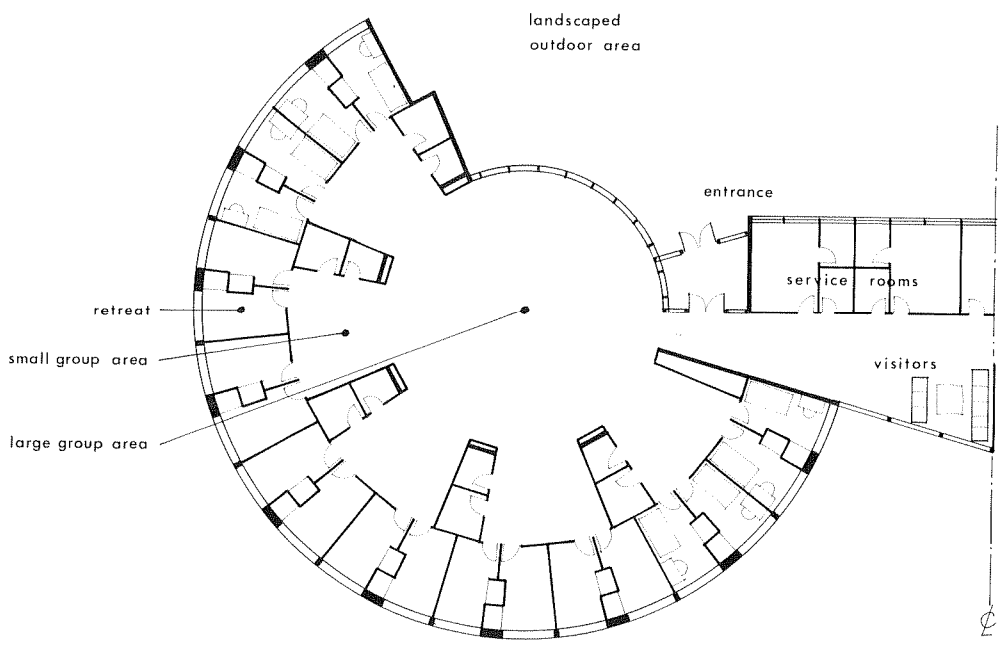 landscaped
outdoor area
entrance
service rooms
retreat
small group area
visitors
large group area
℄